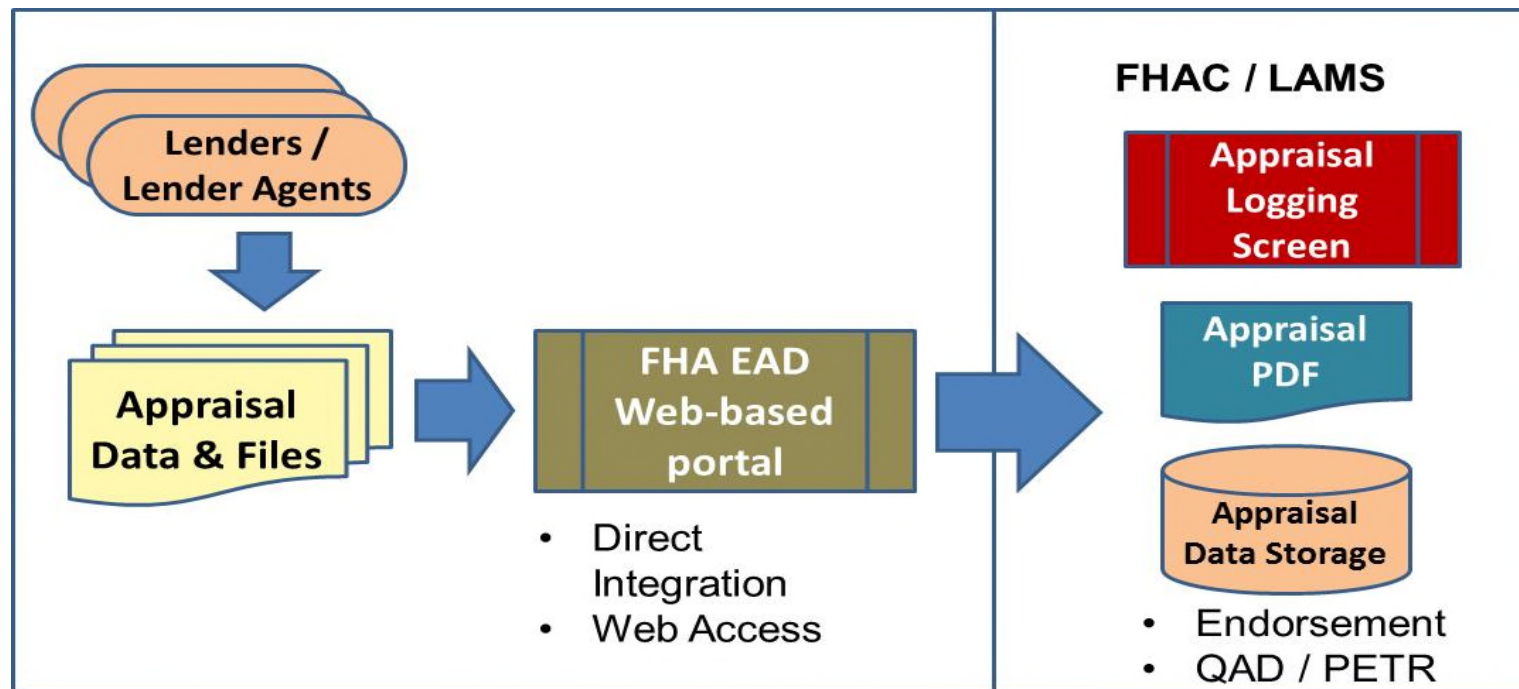 Lenders /
Lender Agents
Appraisal
Data & Files
FHA EAD
Web-based
portal
• Direct
Integration
• Web Access
FHAC / LAMS
Appraisal
Logging
Screen
Appraisal
PDF
Appraisal
Data Storage
• Endorsement
• QAD / PETR